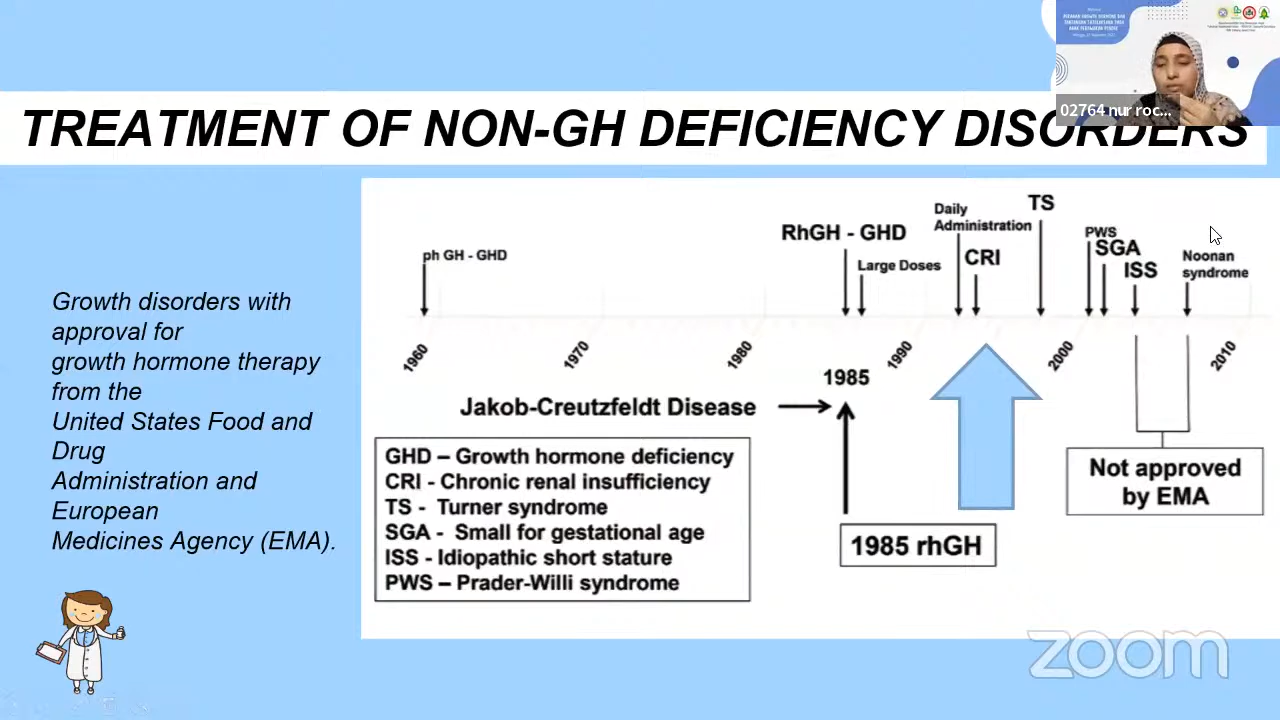 PERANAN GROWTH HORMONE DAN
TREATMENT OF NON-GH DEFICIENCY DISORDERS
02764 nur roc...
Growth disorders with
approval for
growth hormone therapy
from the
United States Food and
Drug
Administration and
European
Medicines Agency (EMA).
ph GH - GHD
RhGH - GHD
Large Doses
Daily
Administration
CRI
TS
PWS
SGA
ISS
Noonan
syndrome
1960
1970
1980
1990
2000
2010
1985
Jakob-Creutzfeldt Disease
GHD – Growth hormone deficiency
CRI - Chronic renal insufficiency
TS - Turner syndrome
SGA - Small for gestational age
ISS - Idiopathic short stature
PWS – Prader-Willi syndrome
1985 rhGH
Not approved
by EMA
zoom